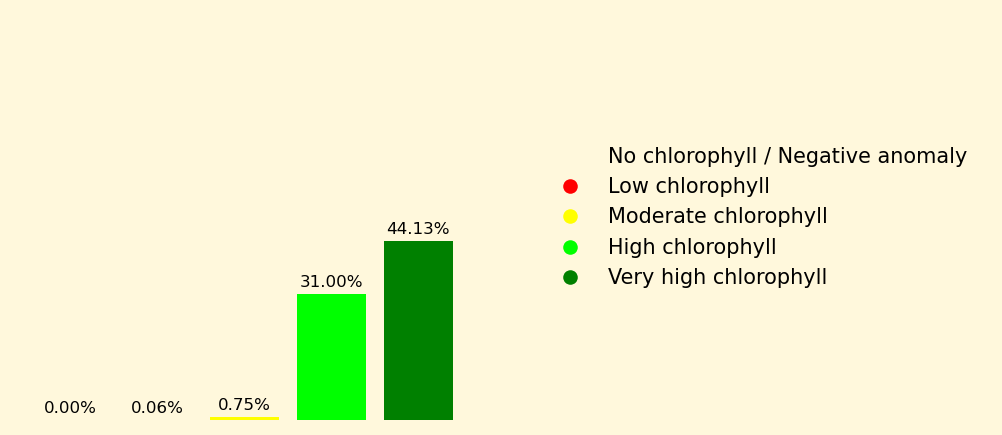 No chlorophyll / Negative anomaly
Low chlorophyll
Moderate chlorophyll
High chlorophyll
Very high chlorophyll
44.13%
31.00%
0.75%
0.00%
0.06%